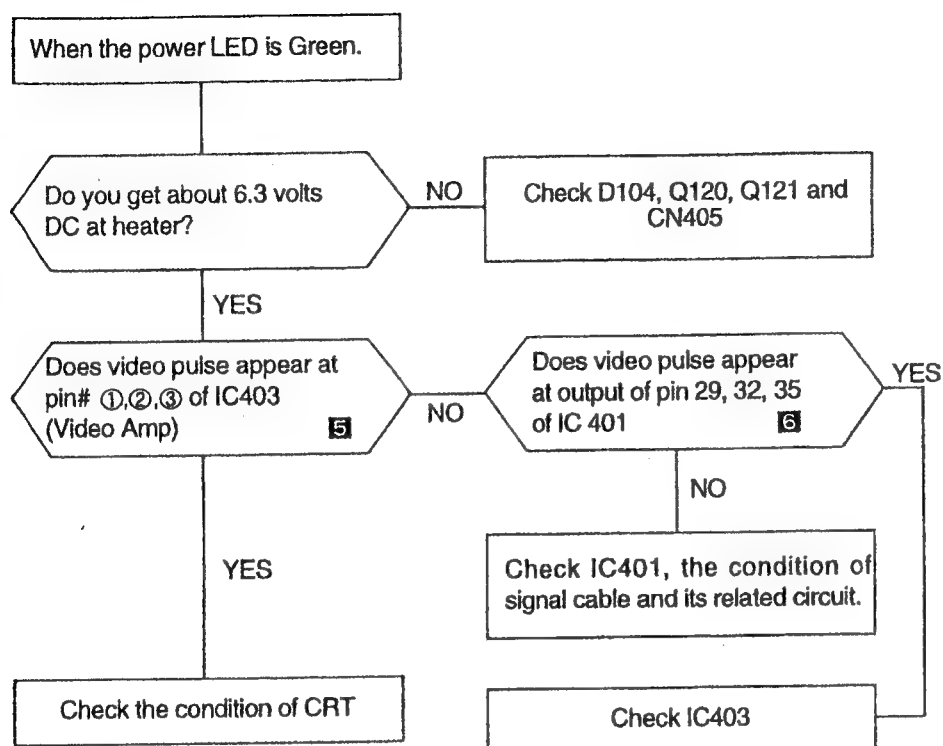 When the power LED is Green.
Do you get about 6.3 volts
DC at heater?
NO
Check D104, Q120, Q121 and
CN405
YES
Does video pulse appear at
pin# ①,②,③ of IC403
(Video Amp) 5
NO
Does video pulse appear
at output of pin 29, 32, 35
of IC 401 6
YES
NO
Check IC401, the condition of
signal cable and its related circuit.
YES
Check the condition of CRT
Check IC403